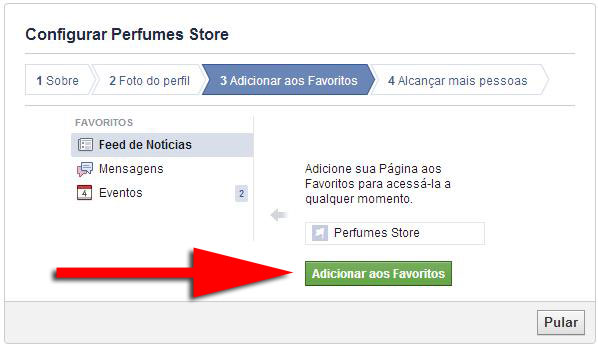 Configurar Perfumes Store
1 Sobre
2 Foto do perfil
3 Adicionar aos Favoritos
4 Alcançar mais pessoas
FAVORITOS
Feed de Notícias
Mensagens
4 Eventos 2
Adicione sua Página aos
Favoritos para acessá-la a
qualquer momento.
Perfumes Store
Adicionar aos Favoritos
Pular